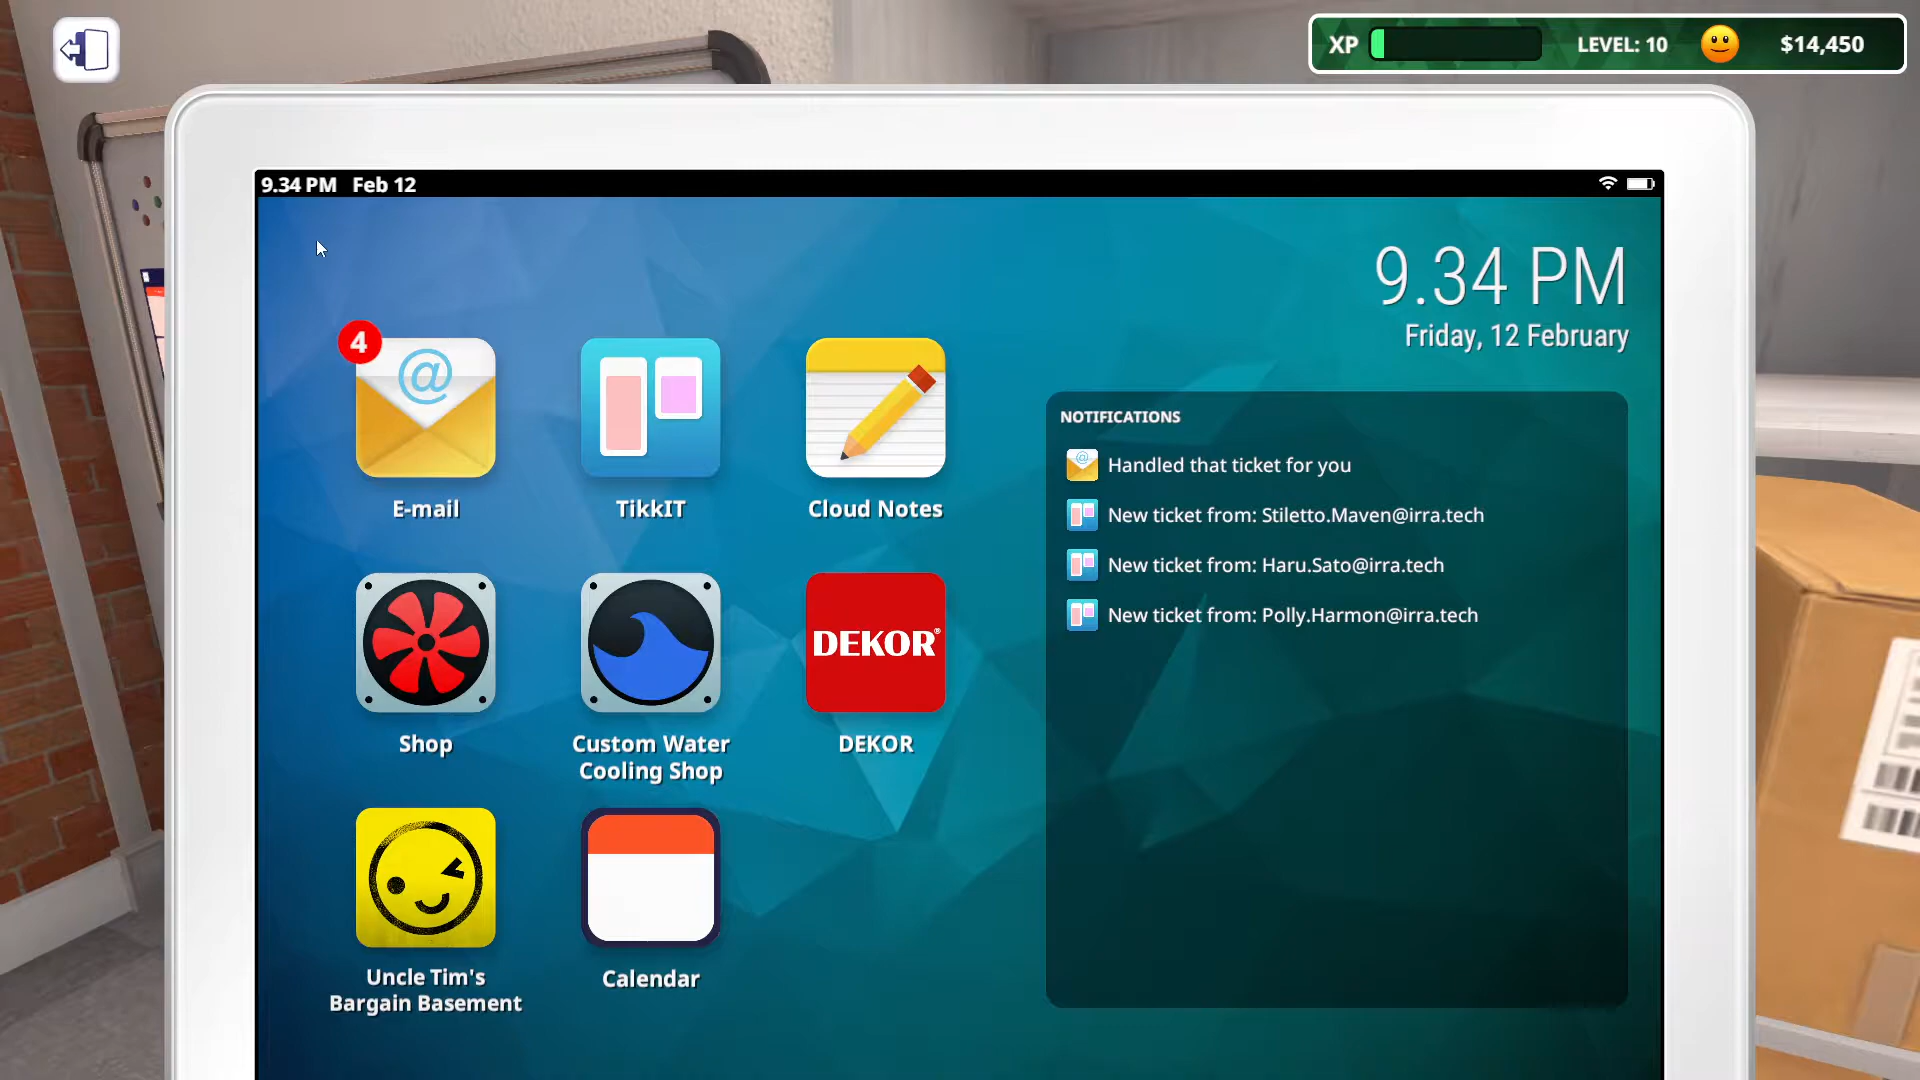 XP
LEVEL: 10
$14,450
9.34 PM Feb 12
9.34 PM
Friday, 12 February
4
@
E-mail
TikkIT
Cloud Notes
NOTIFICATIONS
@
Handled that ticket for you
New ticket from: Stiletto.Maven@irra.tech
New ticket from: Haru.Sato@irra.tech
New ticket from: Polly.Harmon@irra.tech
DEKOR®
Shop
Custom Water
Cooling Shop
DEKOR
Uncle Tim's
Bargain Basement
Calendar